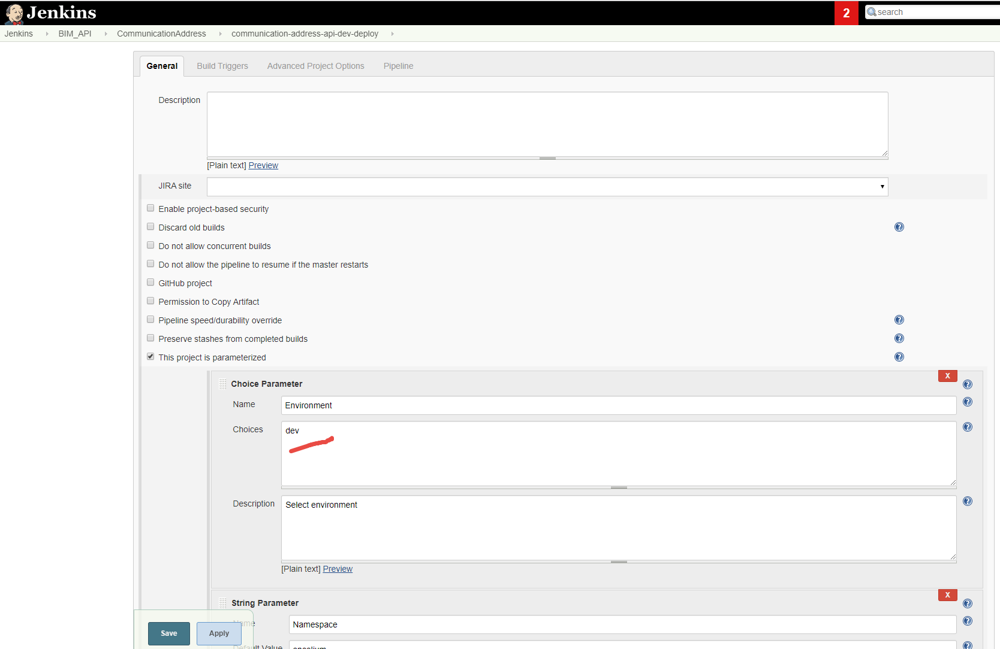 Jenkins
2
search
Jenkins BIM_API CommunicationAddress communication-address-api-dev-deploy
General Build Triggers Advanced Project Options Pipeline
Description
[Plain text] Preview
JIRA site
Enable project-based security
Discard old builds
Do not allow concurrent builds
Do not allow the pipeline to resume if the master restarts
GitHub project
Permission to Copy Artifact
Pipeline speed/durability override
Preserve stashes from completed builds
This project is parameterized
X
Choice Parameter
Name Environment
Choices dev
Description Select environment
[Plain text] Preview
X
String Parameter
Name Namespace
Save Apply
Default Value